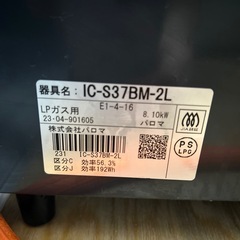 器具名: IC-S37BM-2L
LPガス用
EI-4-16
8.10kW
23-04-901605
パロマ
株式会社パロマ
JIA
PS
LPG
231 IC-S37BM-2L
区分C 効率56.3%
区分J 効率192Wh